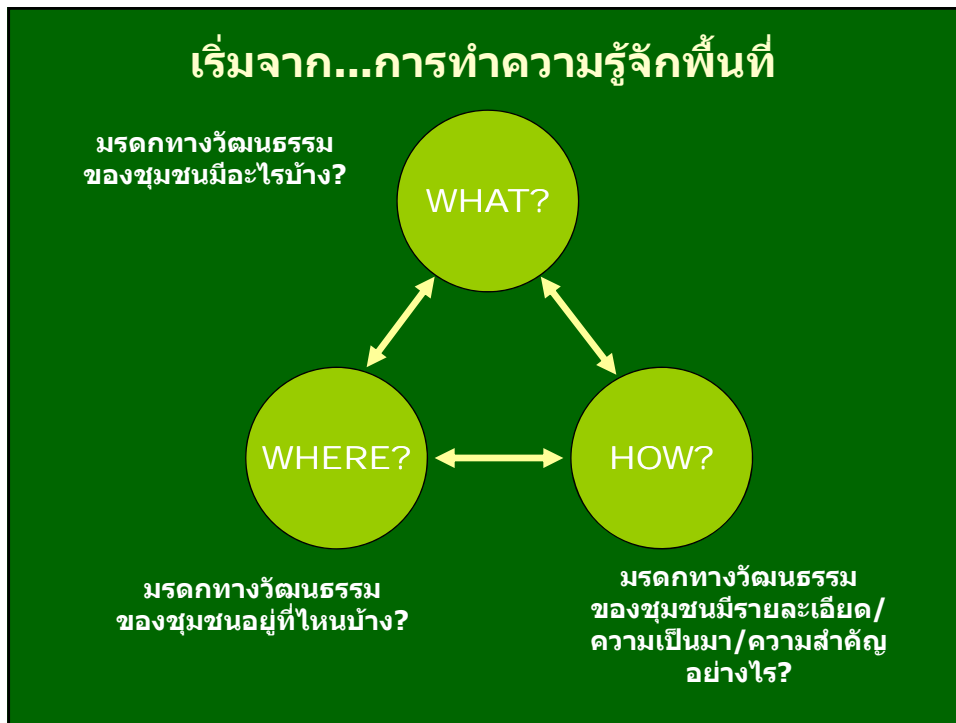 เริ่มจาก...การทำความรู้จักพื้นที่
มรดกทางวัฒนธรรม
ของชุมชนมีอะไรบ้าง?
WHAT?
WHERE?
HOW?
มรดกทางวัฒนธรรม
ของชุมชนอยู่ที่ไหนบ้าง?
มรดกทางวัฒนธรรม
ของชุมชนมีรายละเอียด/
ความเป็นมา/ความสำคัญ
อย่างไร?